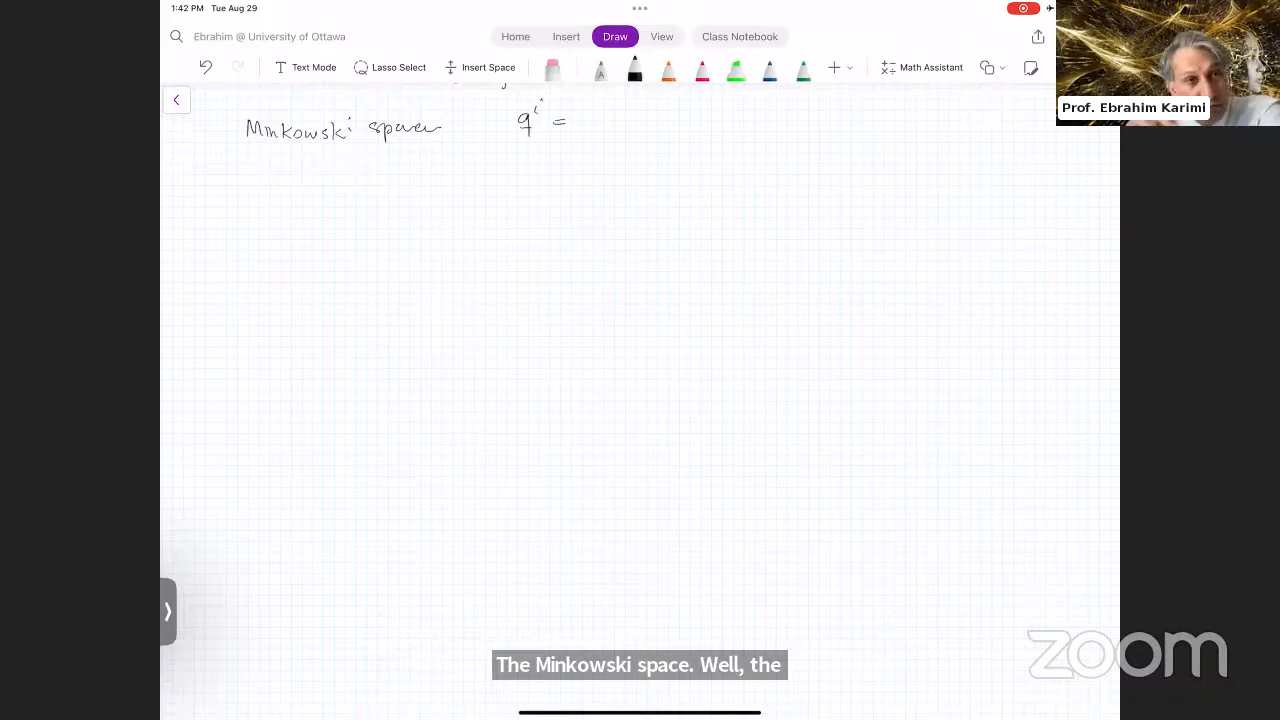 1:42 PM Tue Aug 29
Ebrahim @ University of Ottawa
Home Insert Draw View Class Notebook
T Text Mode Lasso Select Insert Space A Math Assistant
Prof. Ebrahim Karimi
Minkowski space qⁱ =
The Minkowski space. Well, the
zoom